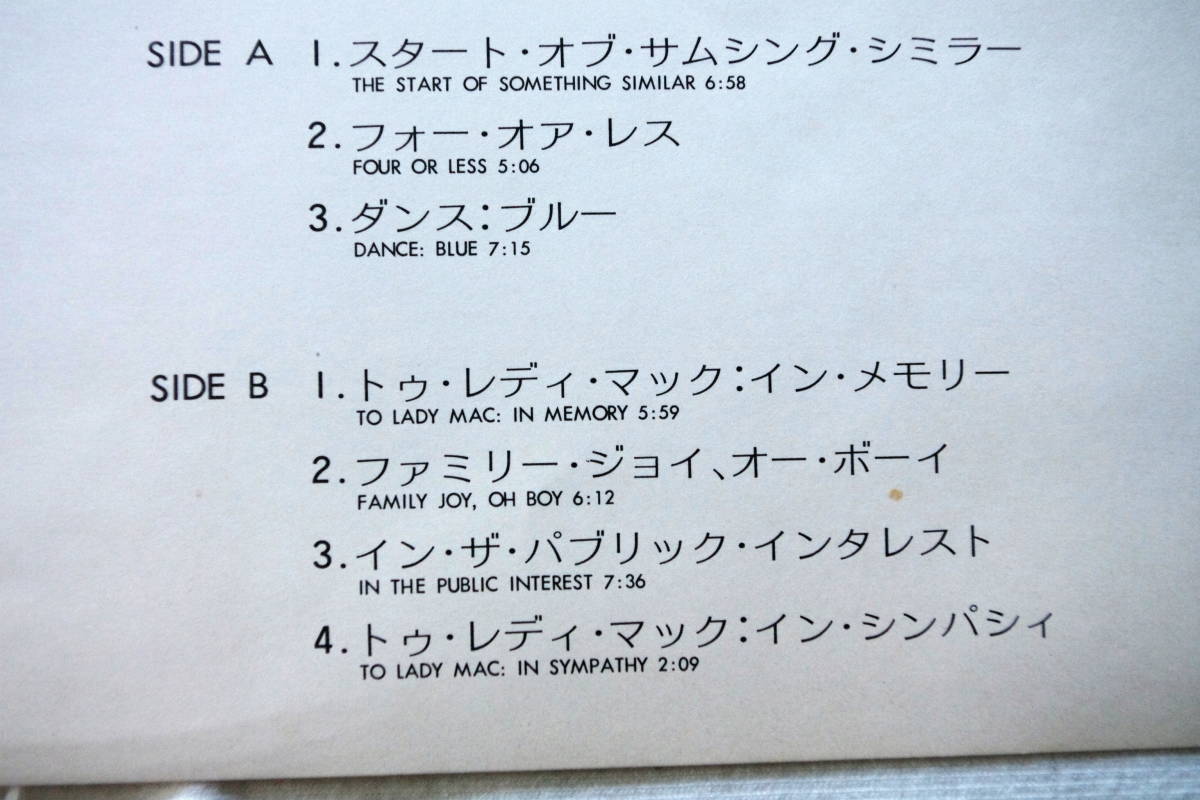 SIDE A 1.スタート・オブ・サムシング・シミラー
THE START OF SOMETHING SIMILAR 6:58
2.フォー・オア・レス
FOUR OR LESS 5:06
3.ダンス:ブルー
DANCE: BLUE 7:15
SIDE B 1.トゥ・レディ・マック:イン・メモリー
TO LADY MAC: IN MEMORY 5:59
2.ファミリー・ジョイ、オー・ボーイ
FAMILY JOY, OH BOY 6:12
3.イン・ザ・パブリック・インタレスト
IN THE PUBLIC INTEREST 7:36
4.トゥ・レディ・マック:イン・シンパシィ
TO LADY MAC: IN SYMPATHY 2:09